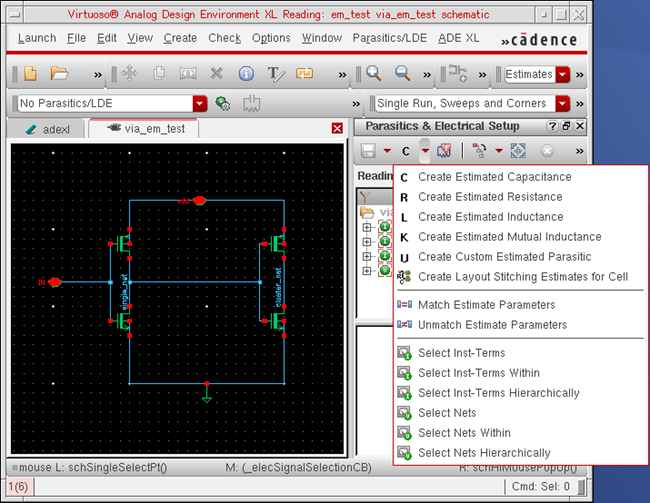 Virtuoso® Analog Design Environment XL Reading: em_test via_em_test schematic
Launch File Edit View Create Check Options Window Parasitics/LDE ADE XL » cādence
» » » Estimates »
No Parasitics/LDE » Single Run, Sweeps and Corners »
adexl via_em_test Parasitics & Electrical Setup
C »
Readin
via_
C Create Estimated Capacitance
R Create Estimated Resistance
L Create Estimated Inductance
K Create Estimated Mutual Inductance
U Create Custom Estimated Parasitic
Create Layout Stitching Estimates for Cell
Match Estimate Parameters
Unmatch Estimate Parameters
Select Inst-Terms
Select Inst-Terms Within
Select Inst-Terms Hierarchically
Select Nets
Select Nets Within
Select Nets Hierarchically
vdd
IN
single_net
cluster_net
mouse L: schSingleSelectPt() M: (_elecSignalSelectionCB) R: schHiMousePopUp()
1(6) Cmd: Sel: 0